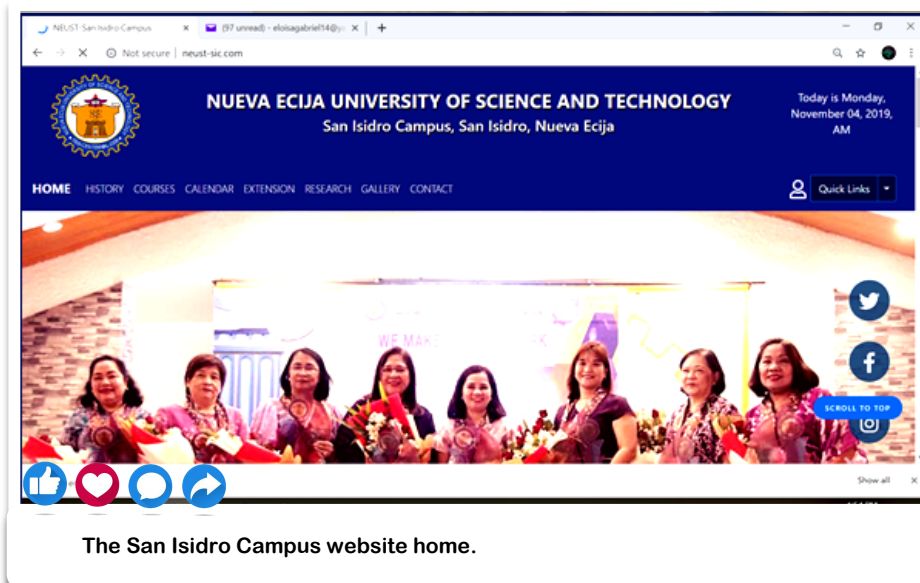 NEUST-San Isidro Campus
(97 unread) - eloisagabriel14@y
Not secure | neust-sic.com
NUEVA ECIJA UNIVERSITY OF SCIENCE AND TECHNOLOGY
San Isidro Campus, San Isidro, Nueva Ecija
Today is Monday,
November 04, 2019,
AM
HOME HISTORY COURSES CALENDAR EXTENSION RESEARCH GALLERY CONTACT
Quick Links
WE MAKE
SCROLL TO TOP
Show all
The San Isidro Campus website home.